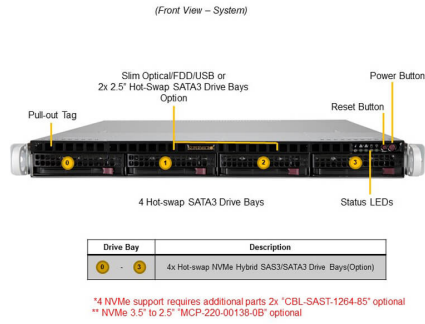 (Front View – System)
Slim Optical/FDD/USB or
2x 2.5" Hot-Swap SATA3 Drive Bays
Option
Power Button
Pull-out Tag
Reset Button
0
1
2
3
4 Hot-swap SATA3 Drive Bays
Status LEDs
Drive Bay Description
0 - 3 4x Hot-swap NVMe Hybrid SAS3/SATA3 Drive Bays(Option)
*4 NVMe support requires additional parts 2x "CBL-SAST-1264-85" optional
** NVMe 3.5" to 2.5" "MCP-220-00138-0B" optional